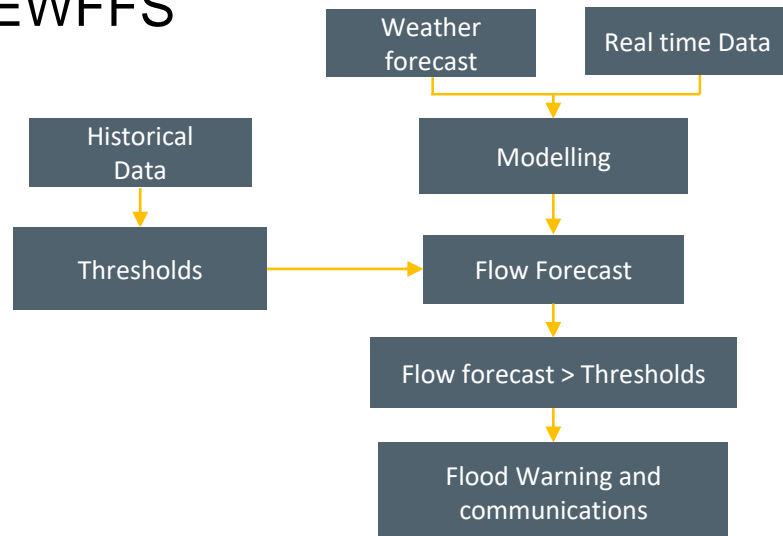 EWFFS
Weather
forecast
Real time Data
Historical
Data
Modelling
Thresholds
Flow Forecast
Flow forecast > Thresholds
Flood Warning and
communications